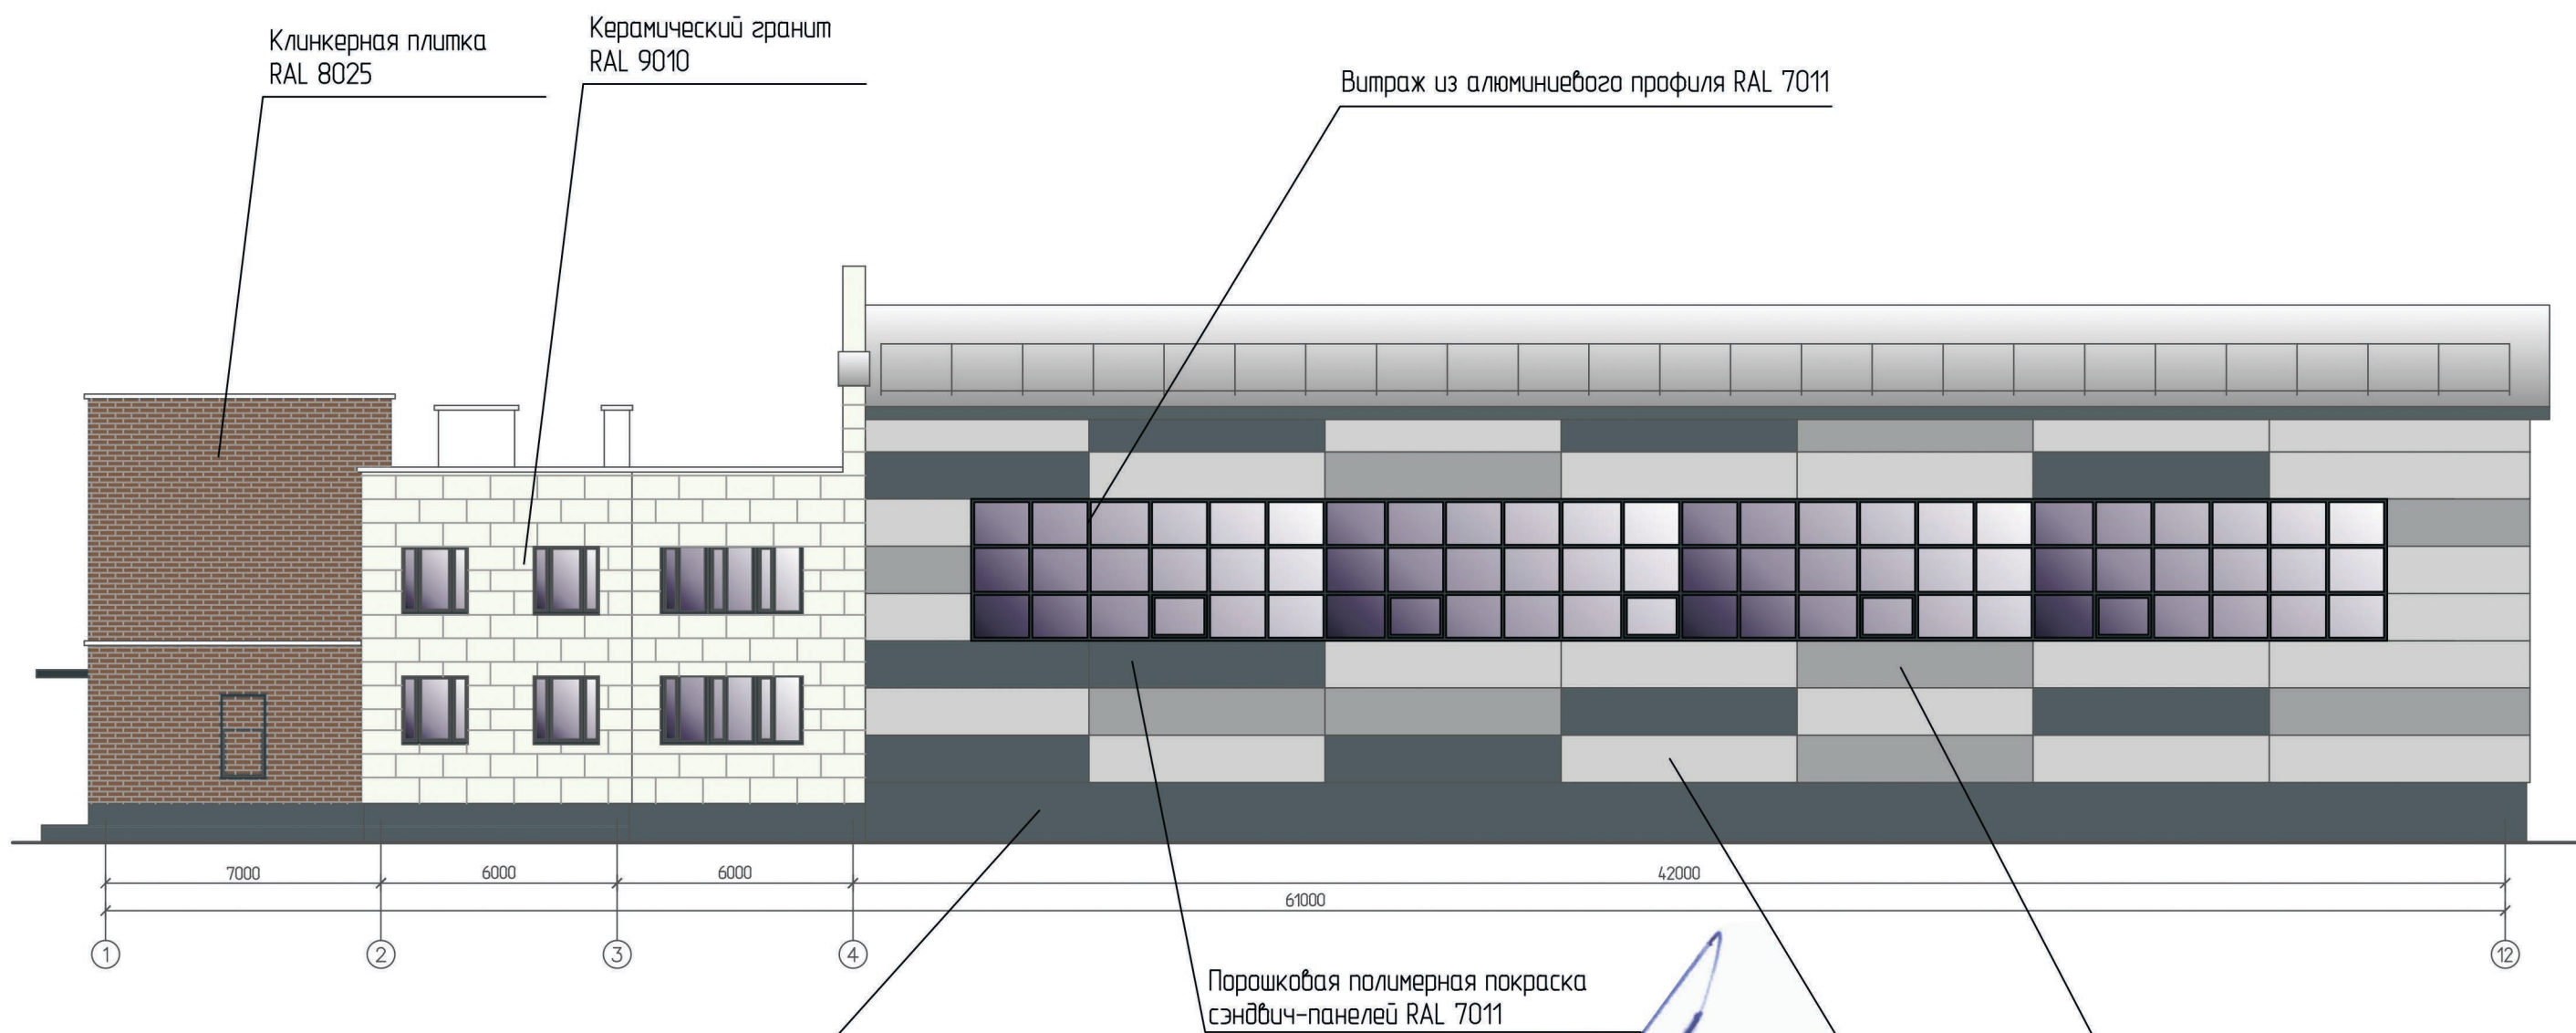 Клинкерная плитка
RAL 8025
Керамический гранит
RAL 9010
Витраж из алюминиевого профиля RAL 7011
7000
6000
6000
42000
61000
1
2
3
4
12
Порошковая полимерная покраска
сэндвич-панелей RAL 7011